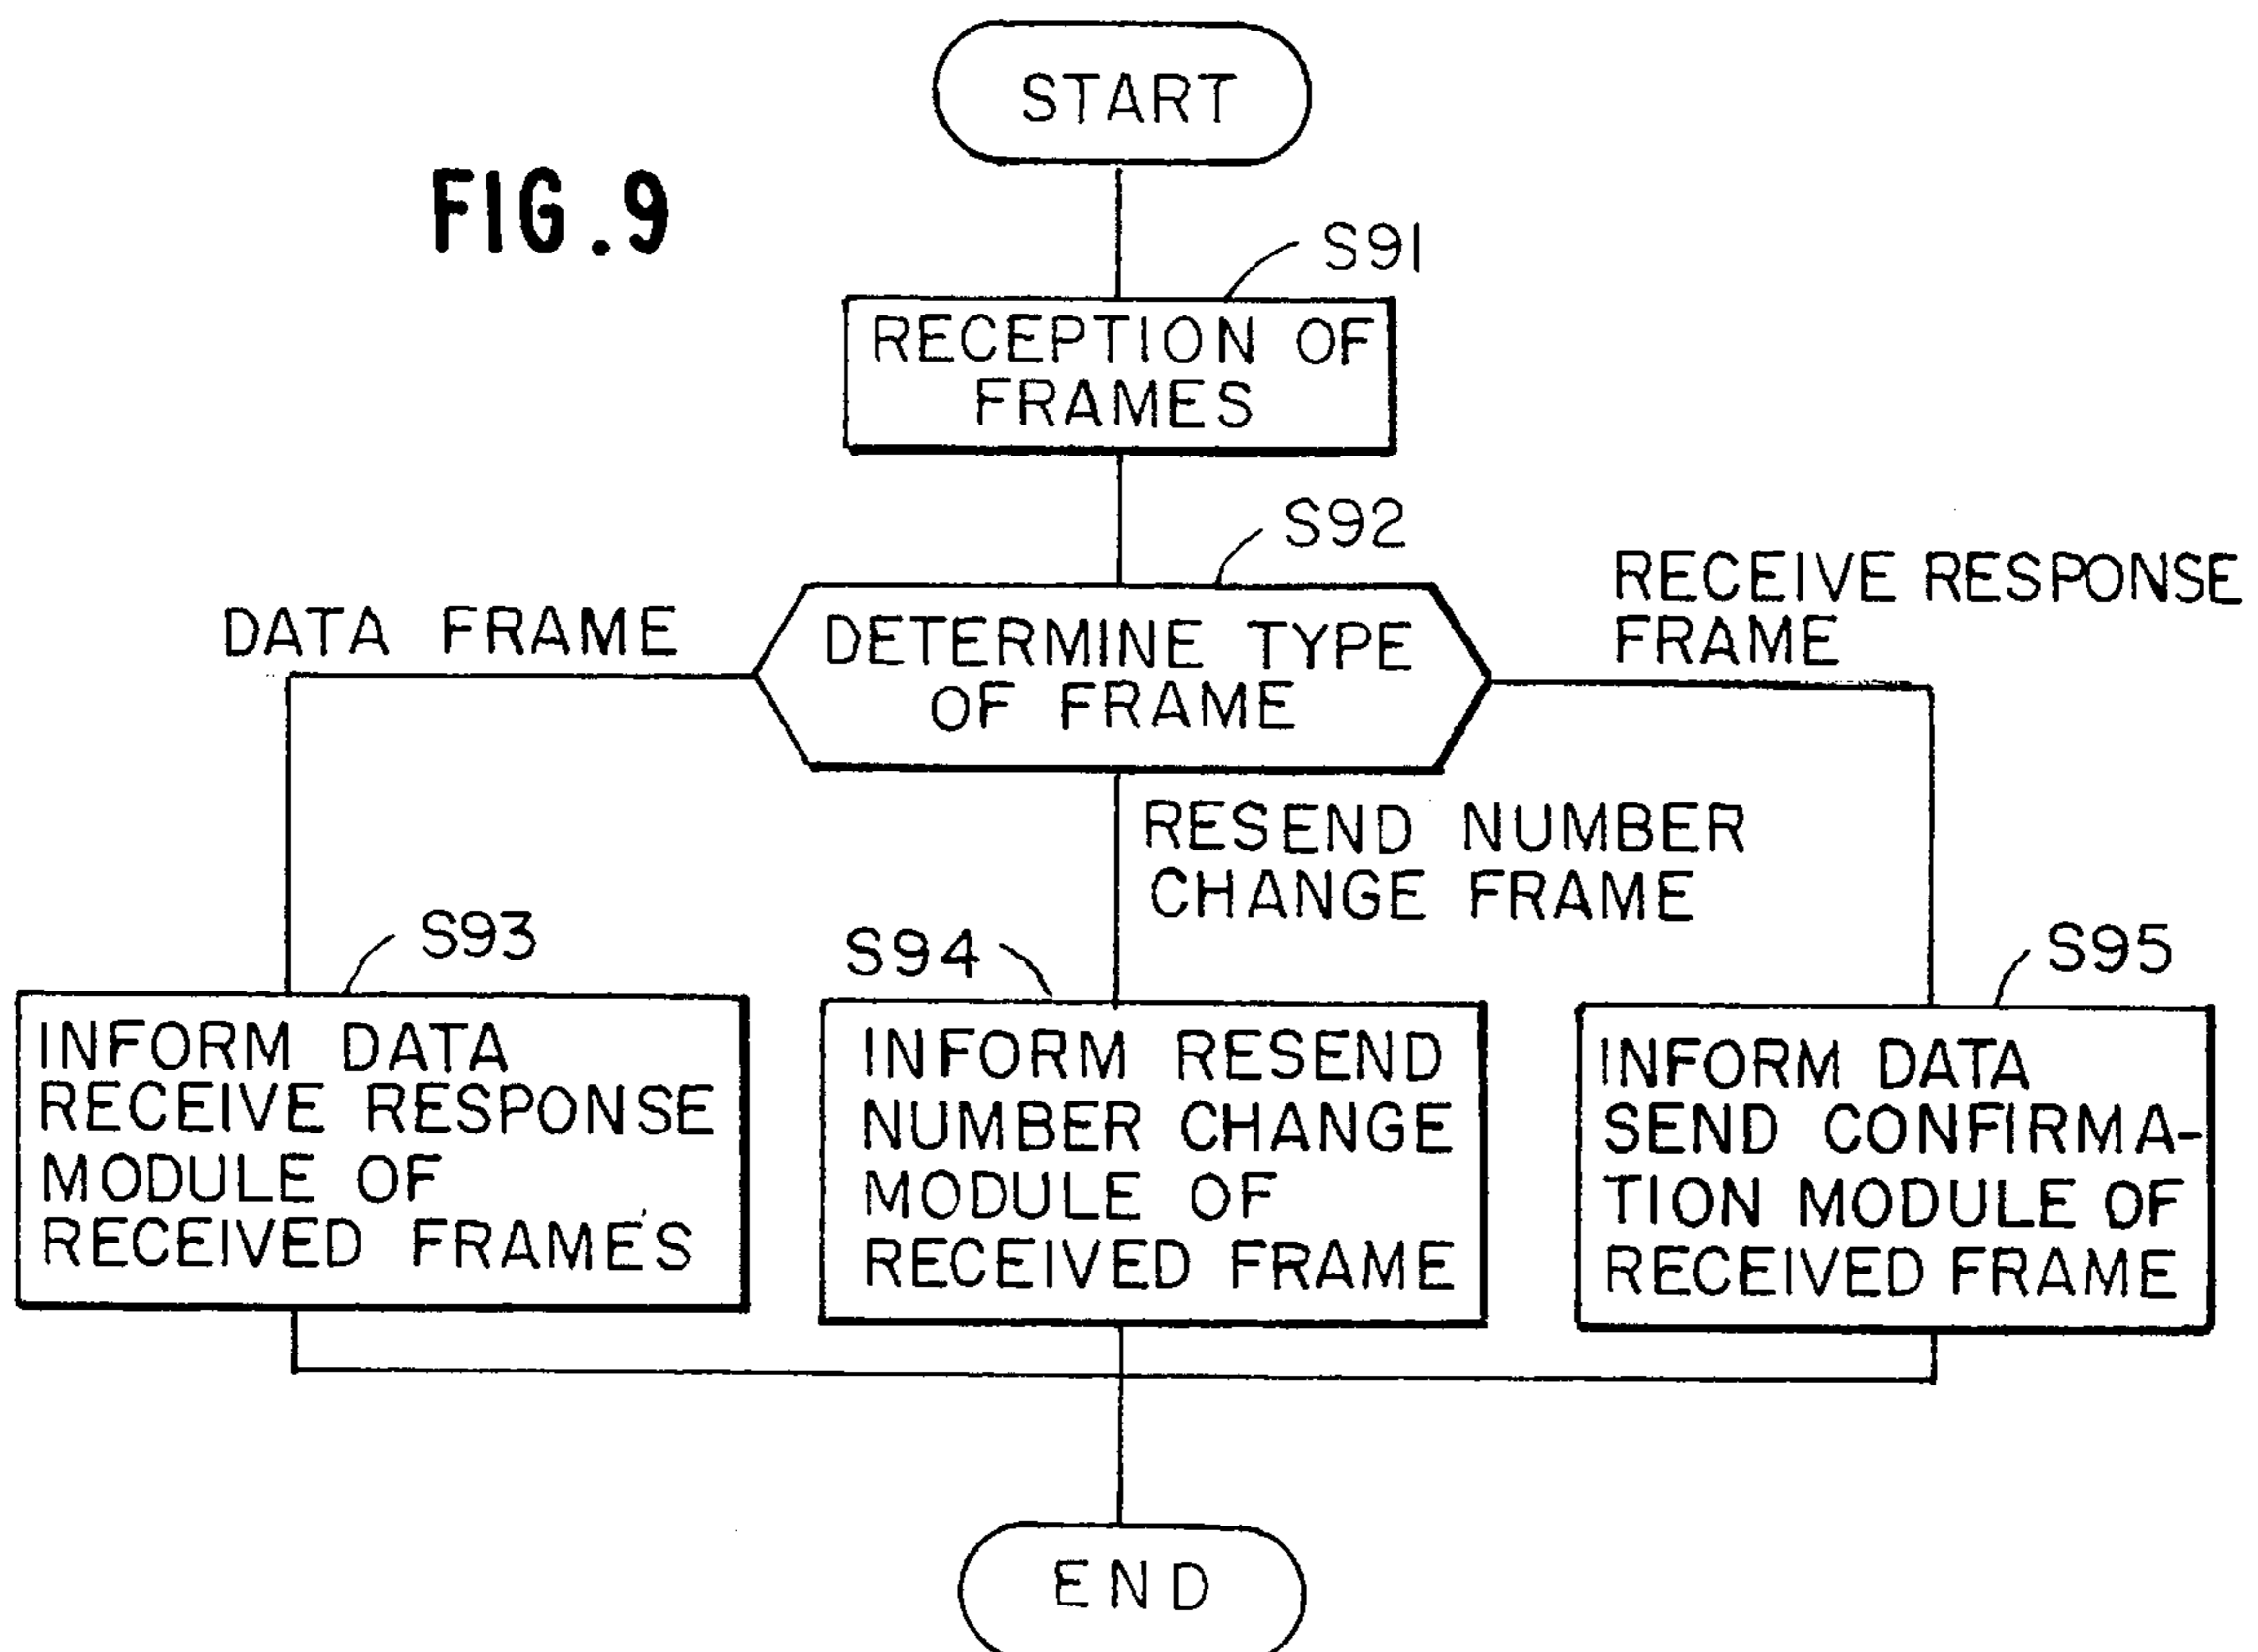 START
FIG.9
S91
RECEPTION OF
FRAMES
S92
DATA FRAME
DETERMINE TYPE
OF FRAME
RECEIVE RESPONSE
FRAME
RESEND NUMBER
CHANGE FRAME
S93
INFORM DATA
RECEIVE RESPONSE
MODULE OF
RECEIVED FRAMES
S94
INFORM RESEND
NUMBER CHANGE
MODULE OF
RECEIVED FRAME
S95
INFORM DATA
SEND CONFIRMA-
TION MODULE OF
RECEIVED FRAME
END